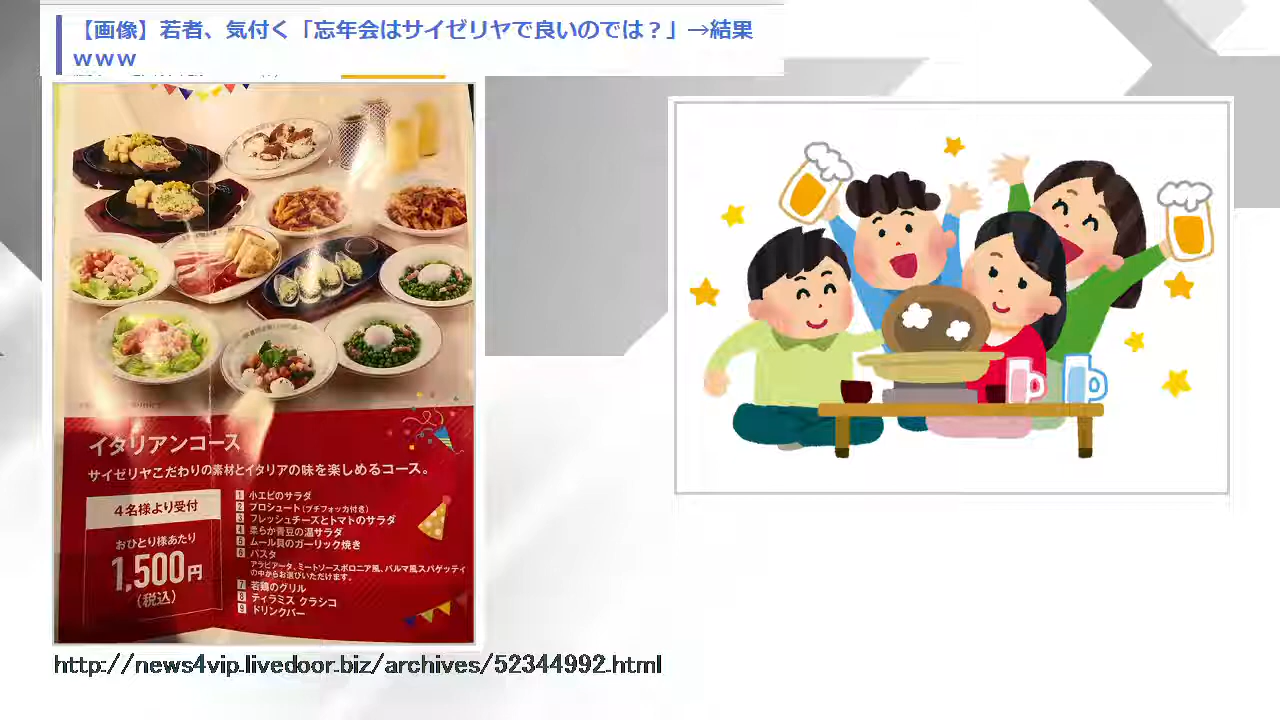 【画像】若者、気付く「忘年会はサイゼリヤで良いのでは？」→結果
ｗｗｗ
イタリアンコース
サイゼリヤこだわりの素材とイタリアの味を楽しめるコース。
４名様より受付
おひとり様あたり
1,500円
（税込）
1 小エビのサラダ
2 プロシュート（プチフォッカ付き）
3 フレッシュチーズとトマトのサラダ
4 柔らか青豆の温サラダ
5 ムール貝のガーリック焼き
6 パスタ
アラビアータ、ミートソースボロニア風、パルマ風スパゲッティ
の中からお選びいただけます。
7 若鶏のグリル
8 ティラミス クラシコ
9 ドリンクバー
http://news4vip.livedoor.biz/archives/52344992.html